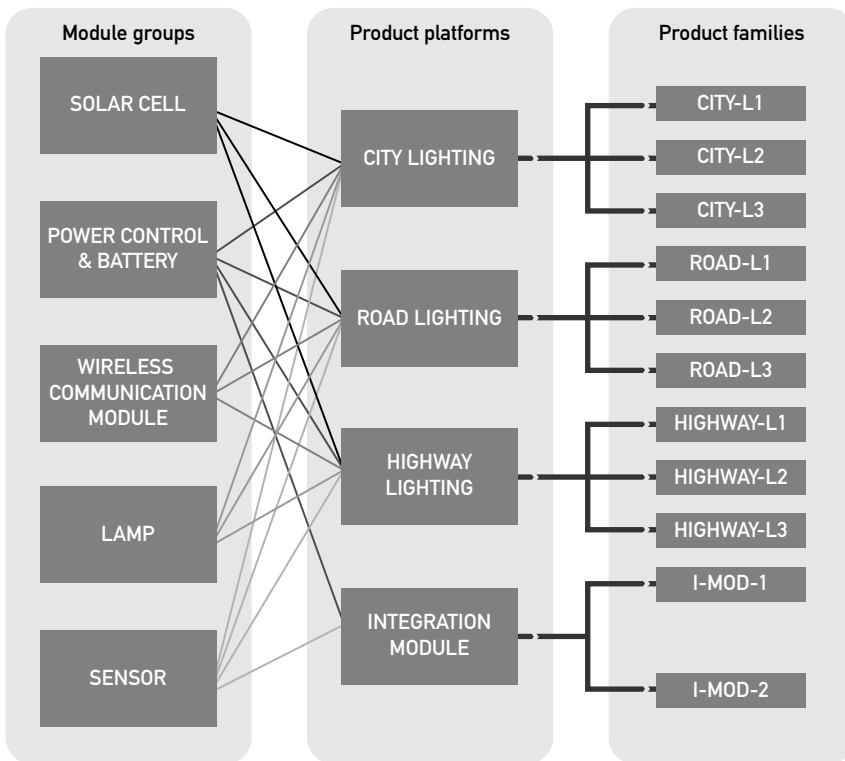 Module groups
SOLAR CELL
POWER CONTROL
& BATTERY
WIRELESS
COMMUNICATION
MODULE
LAMP
SENSOR
Product platforms
CITY LIGHTING
ROAD LIGHTING
HIGHWAY
LIGHTING
INTEGRATION
MODULE
Product families
CITY-L1
CITY-L2
CITY-L3
ROAD-L1
ROAD-L2
ROAD-L3
HIGHWAY-L1
HIGHWAY-L2
HIGHWAY-L3
I-MOD-1
I-MOD-2